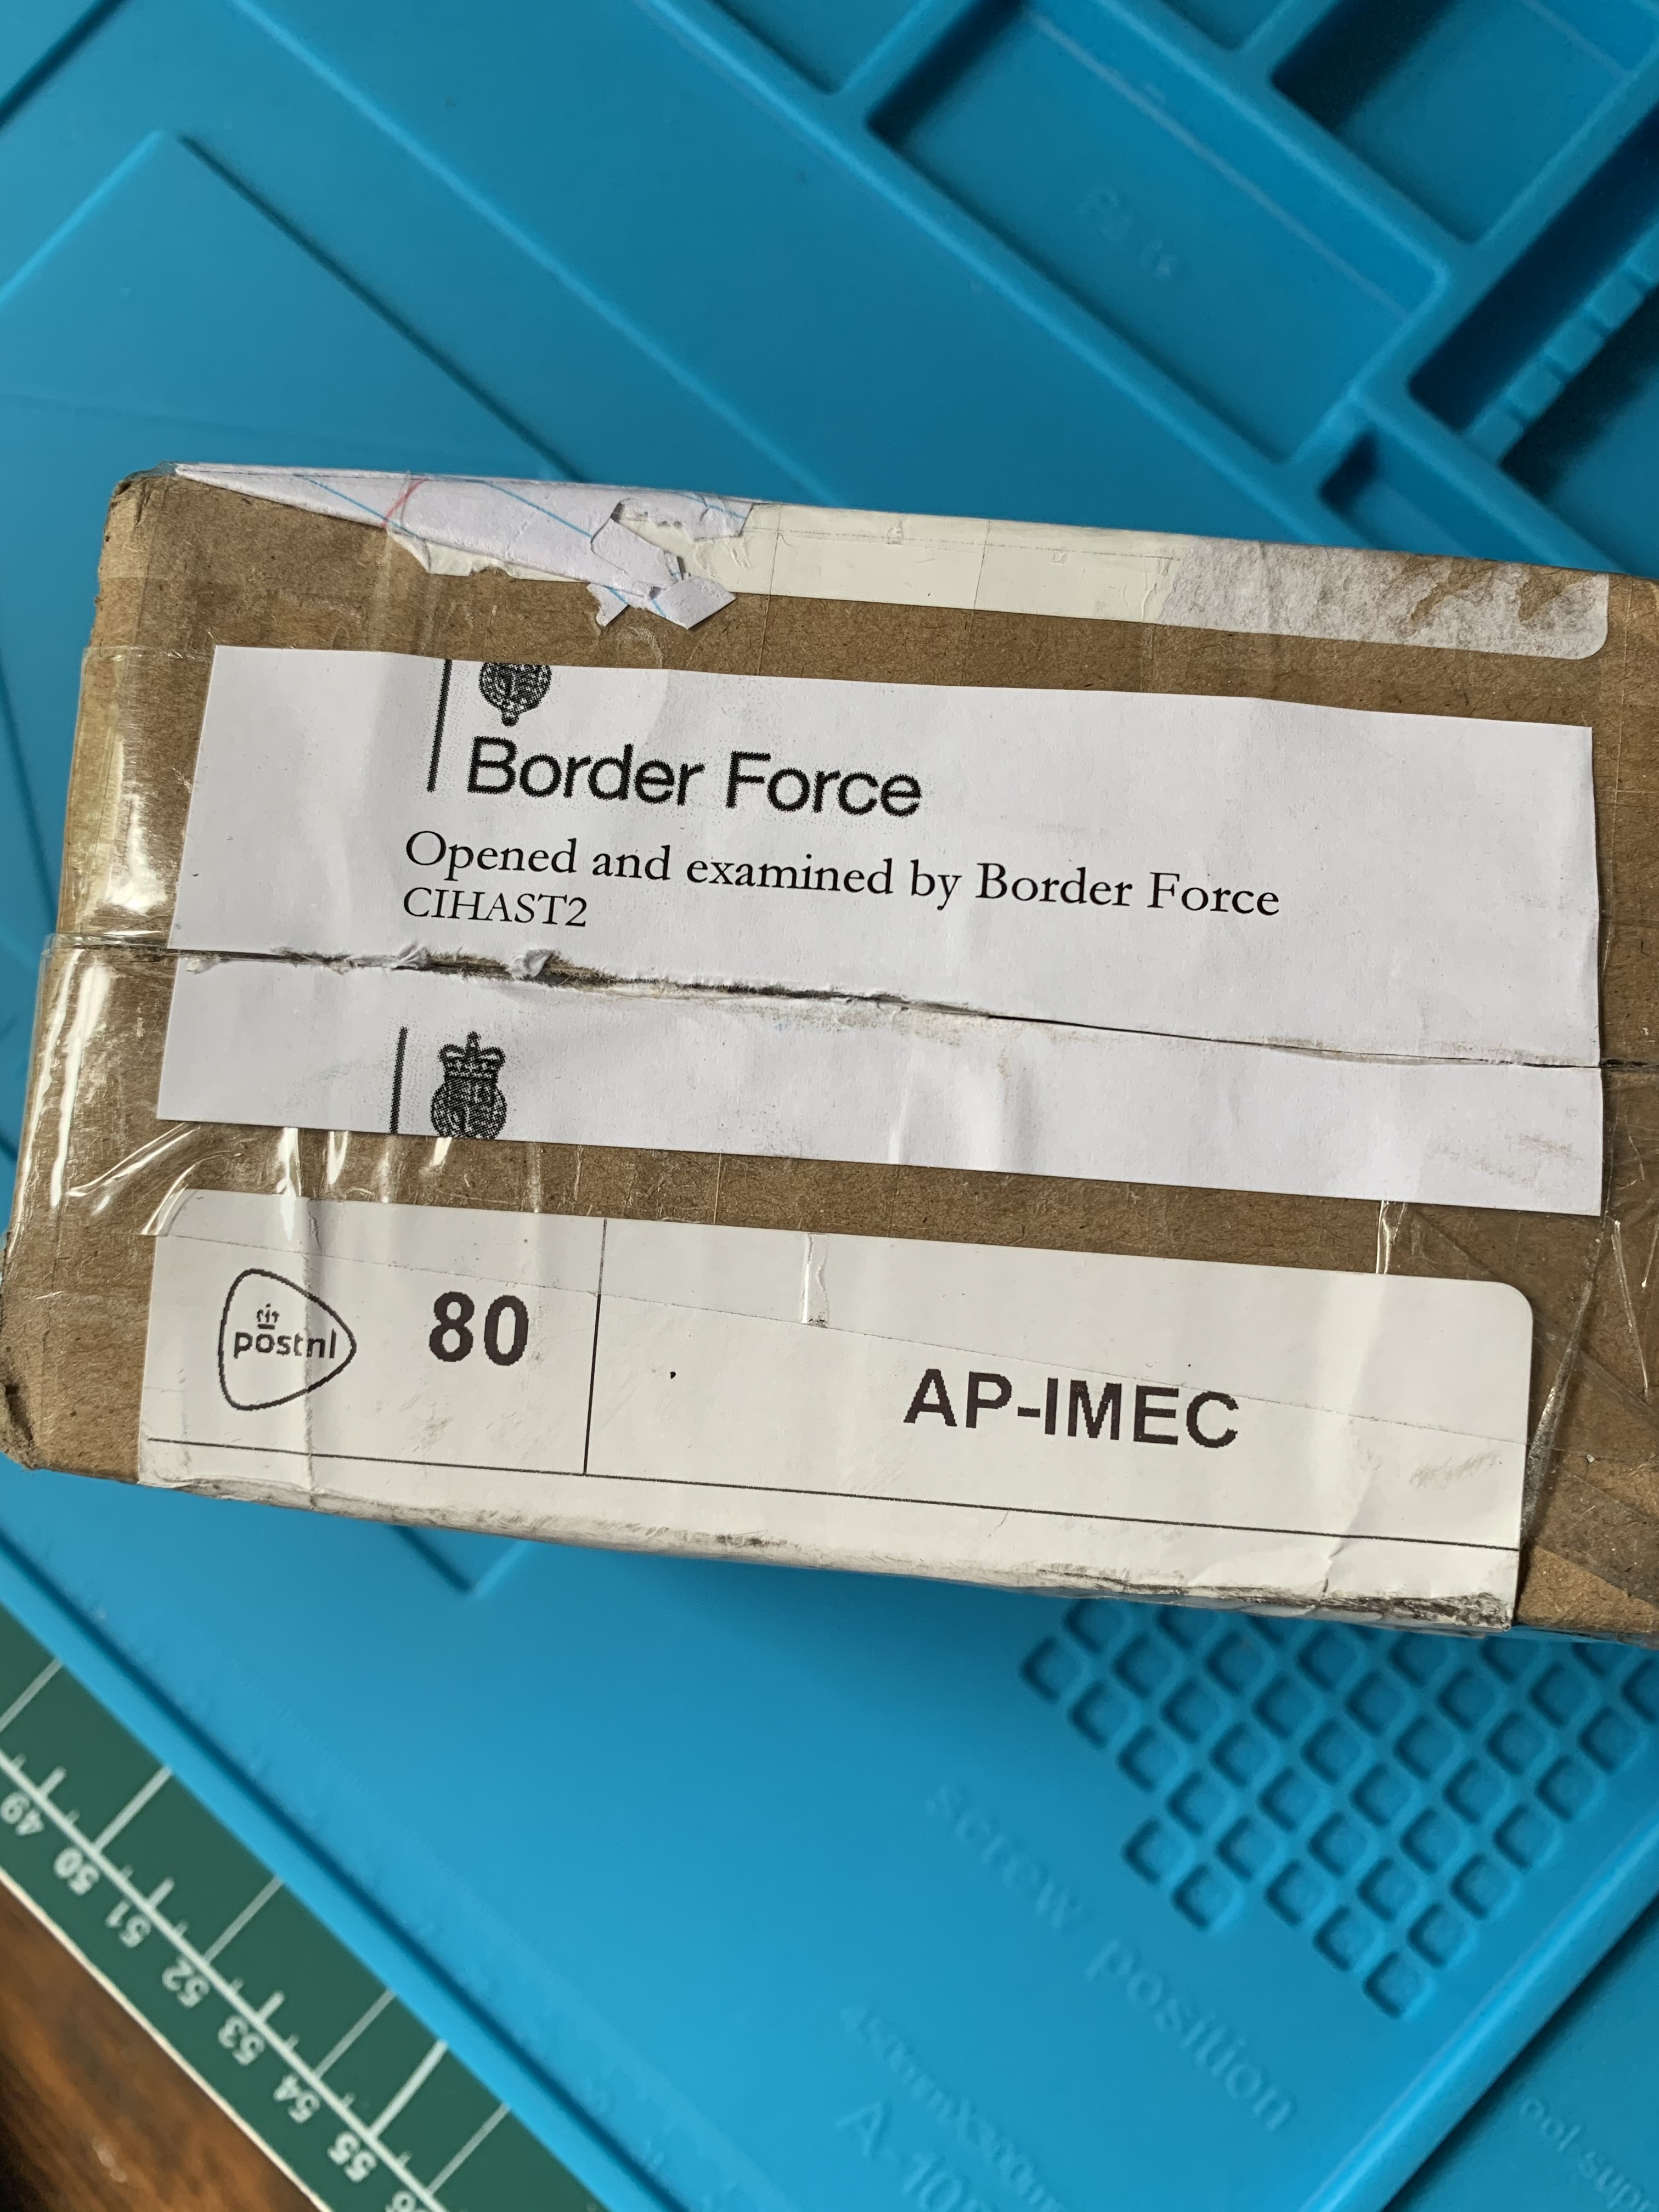 Parts
Border Force
Opened and examined by Border Force
CIHAST2
postnl
80
AP-IMEC
screw position
49
50
51
52
53
54
55